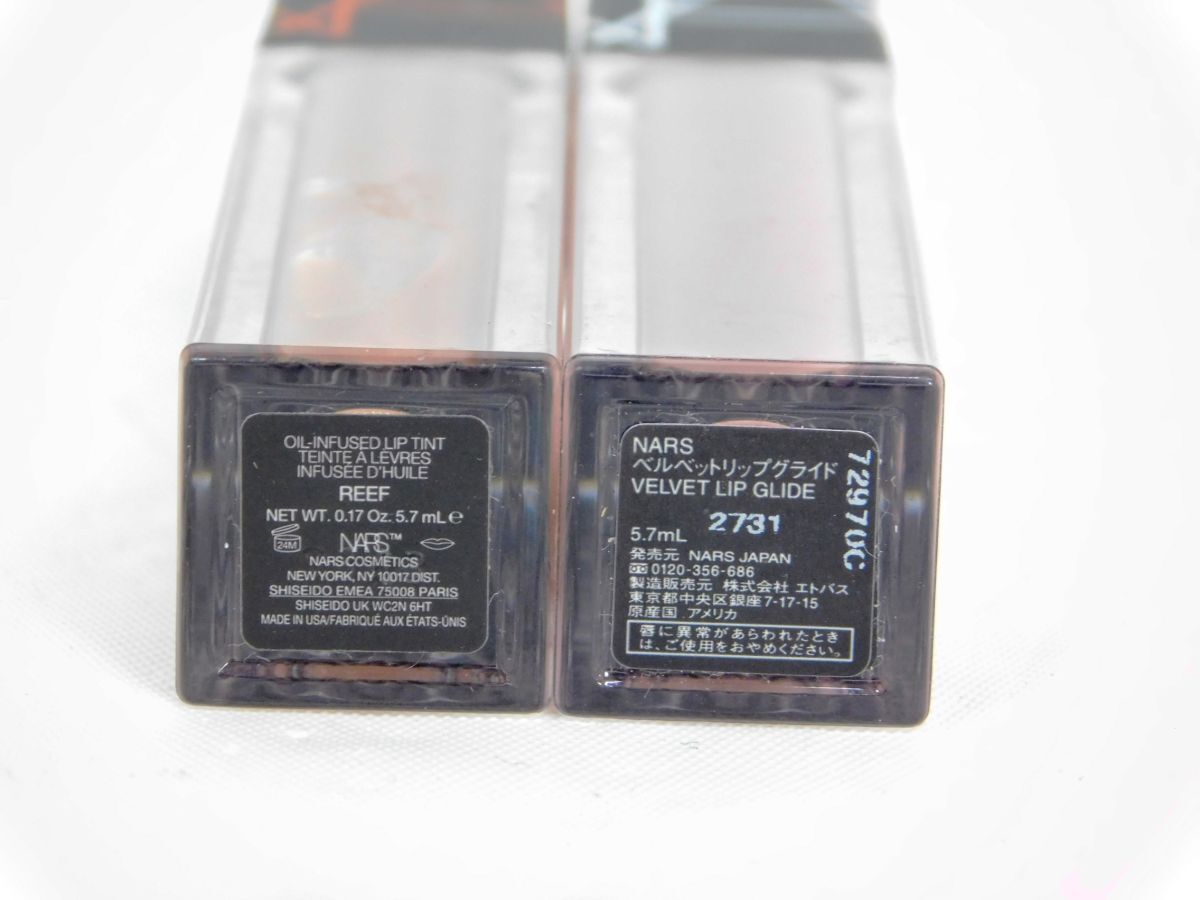 OIL-INFUSED LIP TINT
TEINTE A LÈVRES
INFUSÉE D'HUILE
REEF
NET WT. 0.17 Oz. 5.7 mL ℮
24M
NARS™
NARS COSMETICS
NEW YORK, NY 10017 DIST.
SHISEIDO EMEA 75008 PARIS
SHISEIDO UK WC2N 6HT
MADE IN USA/FABRIQUÉ AUX ÉTATS-UNIS
NARS
ベルベットリップグライド
VELVET LIP GLIDE
2731
5.7mL
発売元 NARS JAPAN
0120-356-686
製造販売元 株式会社 エトバス
東京都中央区銀座7-17-15
原産国 アメリカ
唇に異常があらわれたとき
は、ご使用をおやめください。
72970C